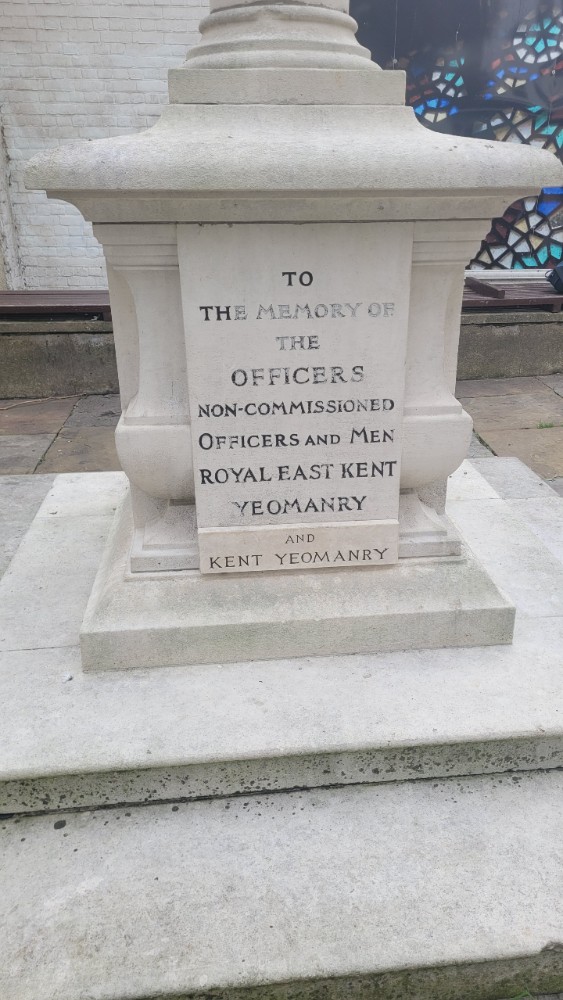 TO
THE MEMORY OF
THE
OFFICERS
NON-COMMISSIONED
OFFICERS AND MEN
ROYAL EAST KENT
YEOMANRY
AND
KENT YEOMANRY